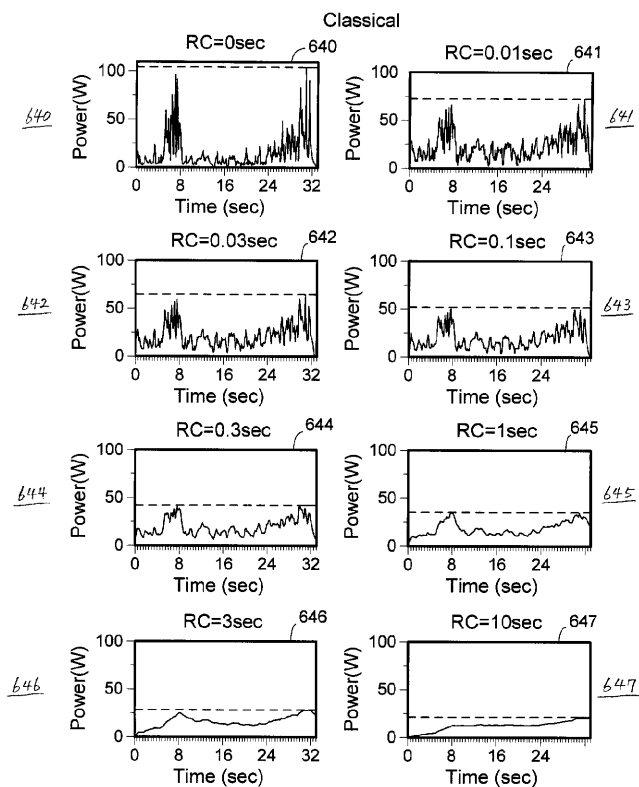 Classical
RC=0sec
640
640
Power(W)
100
50
0
0 8 16 24 32
Time (sec)
RC=0.01sec
641
641
Power(W)
100
50
0
0 8 24
Time (sec)
RC=0.03sec
642
642
Power(W)
100
50
0
0 8 16 24 32
Time (sec)
RC=0.1sec
643
643
Power(W)
100
50
0
0 8 16 24
Time (sec)
RC=0.3sec
644
644
Power(W)
100
50
0
0 8 16 24 32
Time (sec)
RC=1sec
645
645
Power(W)
100
50
0
0 8 16 24
Time (sec)
RC=3sec
646
646
Power(W)
100
50
0
0 8 16 24 32
Time (sec)
RC=10sec
647
647
Power(W)
100
50
0
0 8 16 24
Time (sec)